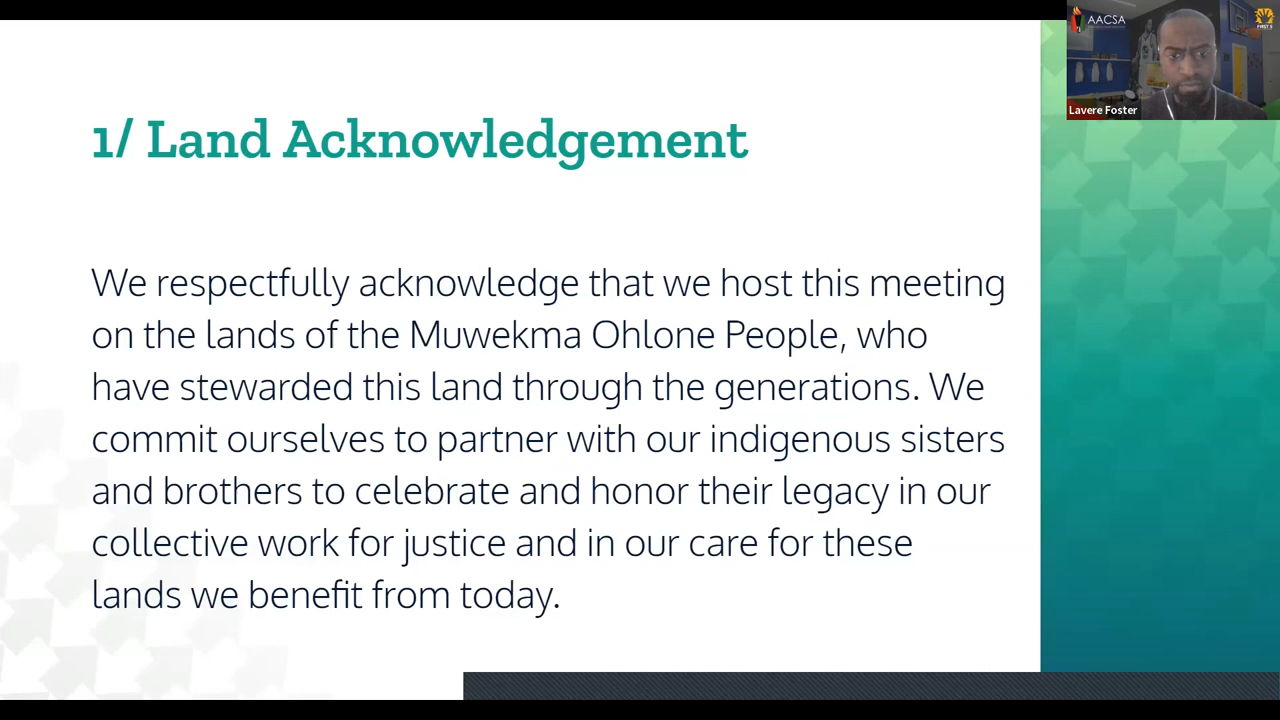 1/ Land Acknowledgement
We respectfully acknowledge that we host this meeting
on the lands of the Muwekma Ohlone People, who
have stewarded this land through the generations. We
commit ourselves to partner with our indigenous sisters
and brothers to celebrate and honor their legacy in our
collective work for justice and in our care for these
lands we benefit from today.
AACSA
FIRST 5
Lavere Foster